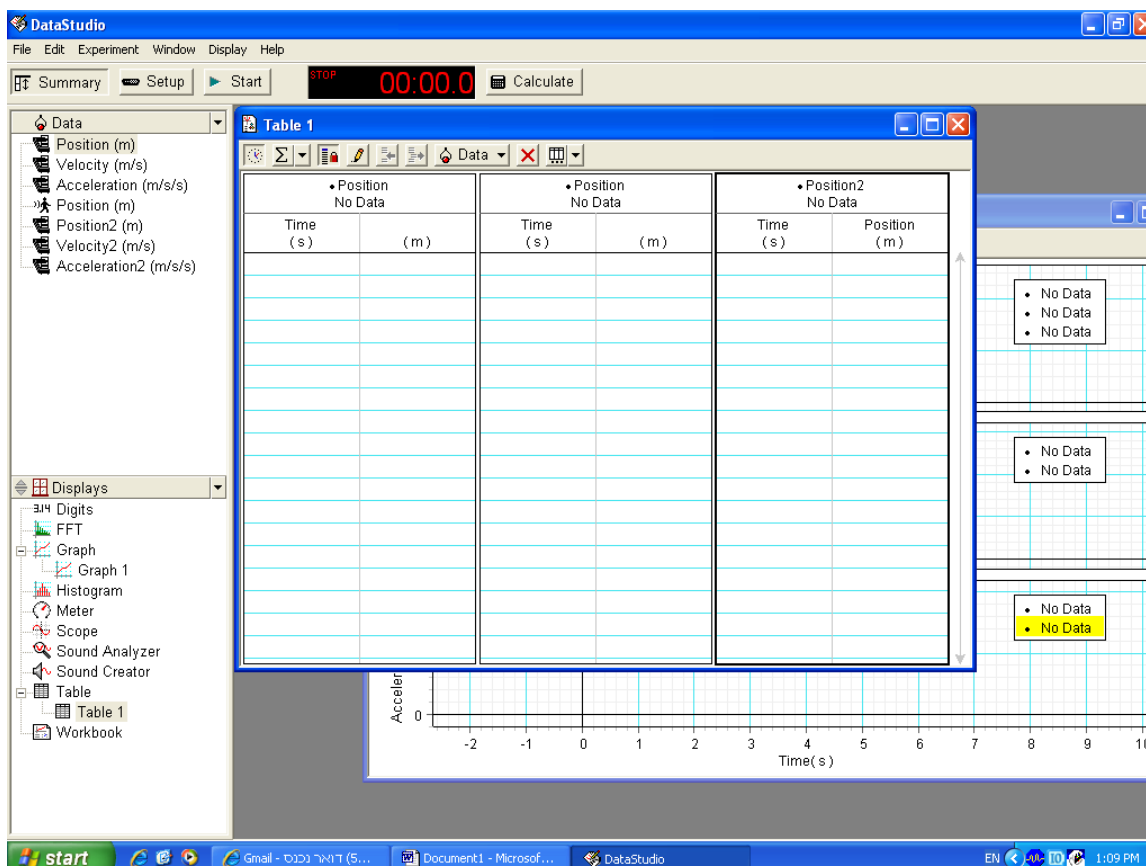 DataStudio
File Edit Experiment Window Display Help
Summary Setup Start STOP 00:00.0 Calculate
Data
Position (m)
Velocity (m/s)
Acceleration (m/s/s)
Position (m)
Position2 (m)
Velocity2 (m/s)
Acceleration2 (m/s/s)
Displays
3.14 Digits
FFT
Graph
Graph 1
Histogram
Meter
Scope
Sound Analyzer
Sound Creator
Table
Table 1
Workbook
Table 1
Σ Data
Position Position Position2
No Data No Data No Data
Time Time Time Position
(s) (m) (s) (m) (s) (m)
No Data
No Data
No Data
No Data
No Data
No Data
No Data
Acceler
0
-2 -1 0 1 2 3 4 5 6 7 8 9 10
Time(s)
start Gmail - דואר נכנס (5... Document1 - Microsof... DataStudio EN 1:09 PM